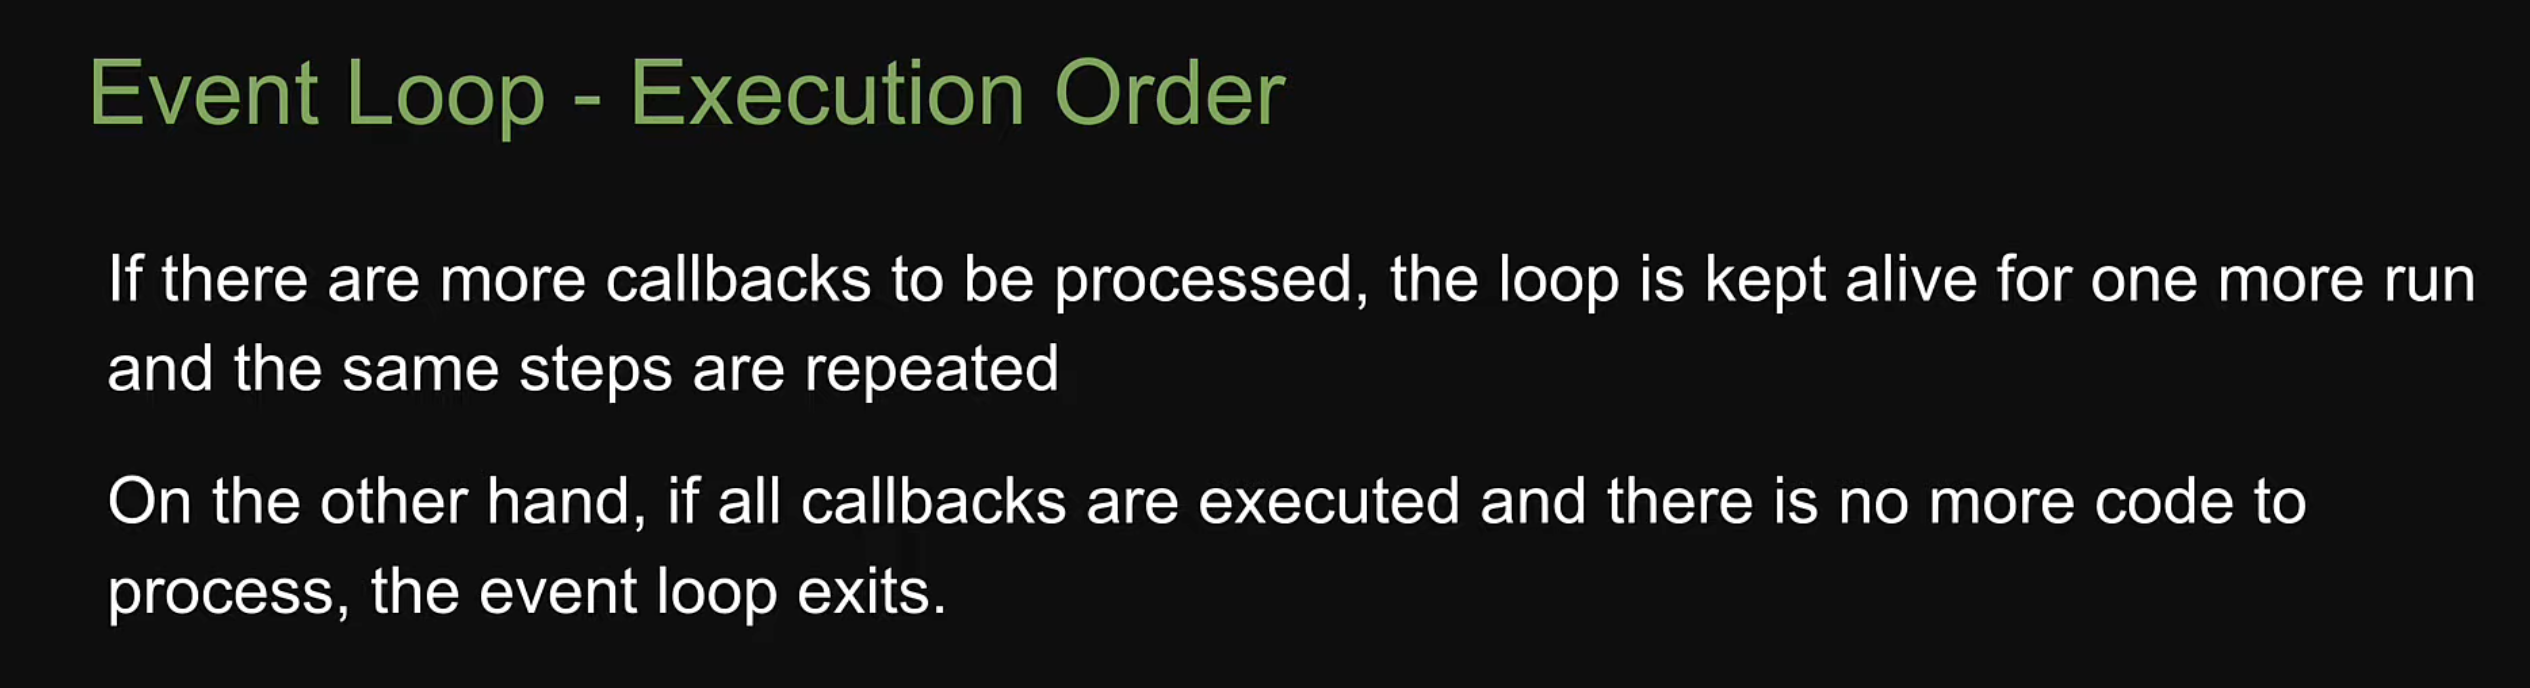 Event Loop - Execution Order
If there are more callbacks to be processed, the loop is kept alive for one more run
and the same steps are repeated
On the other hand, if all callbacks are executed and there is no more code to
process, the event loop exits.